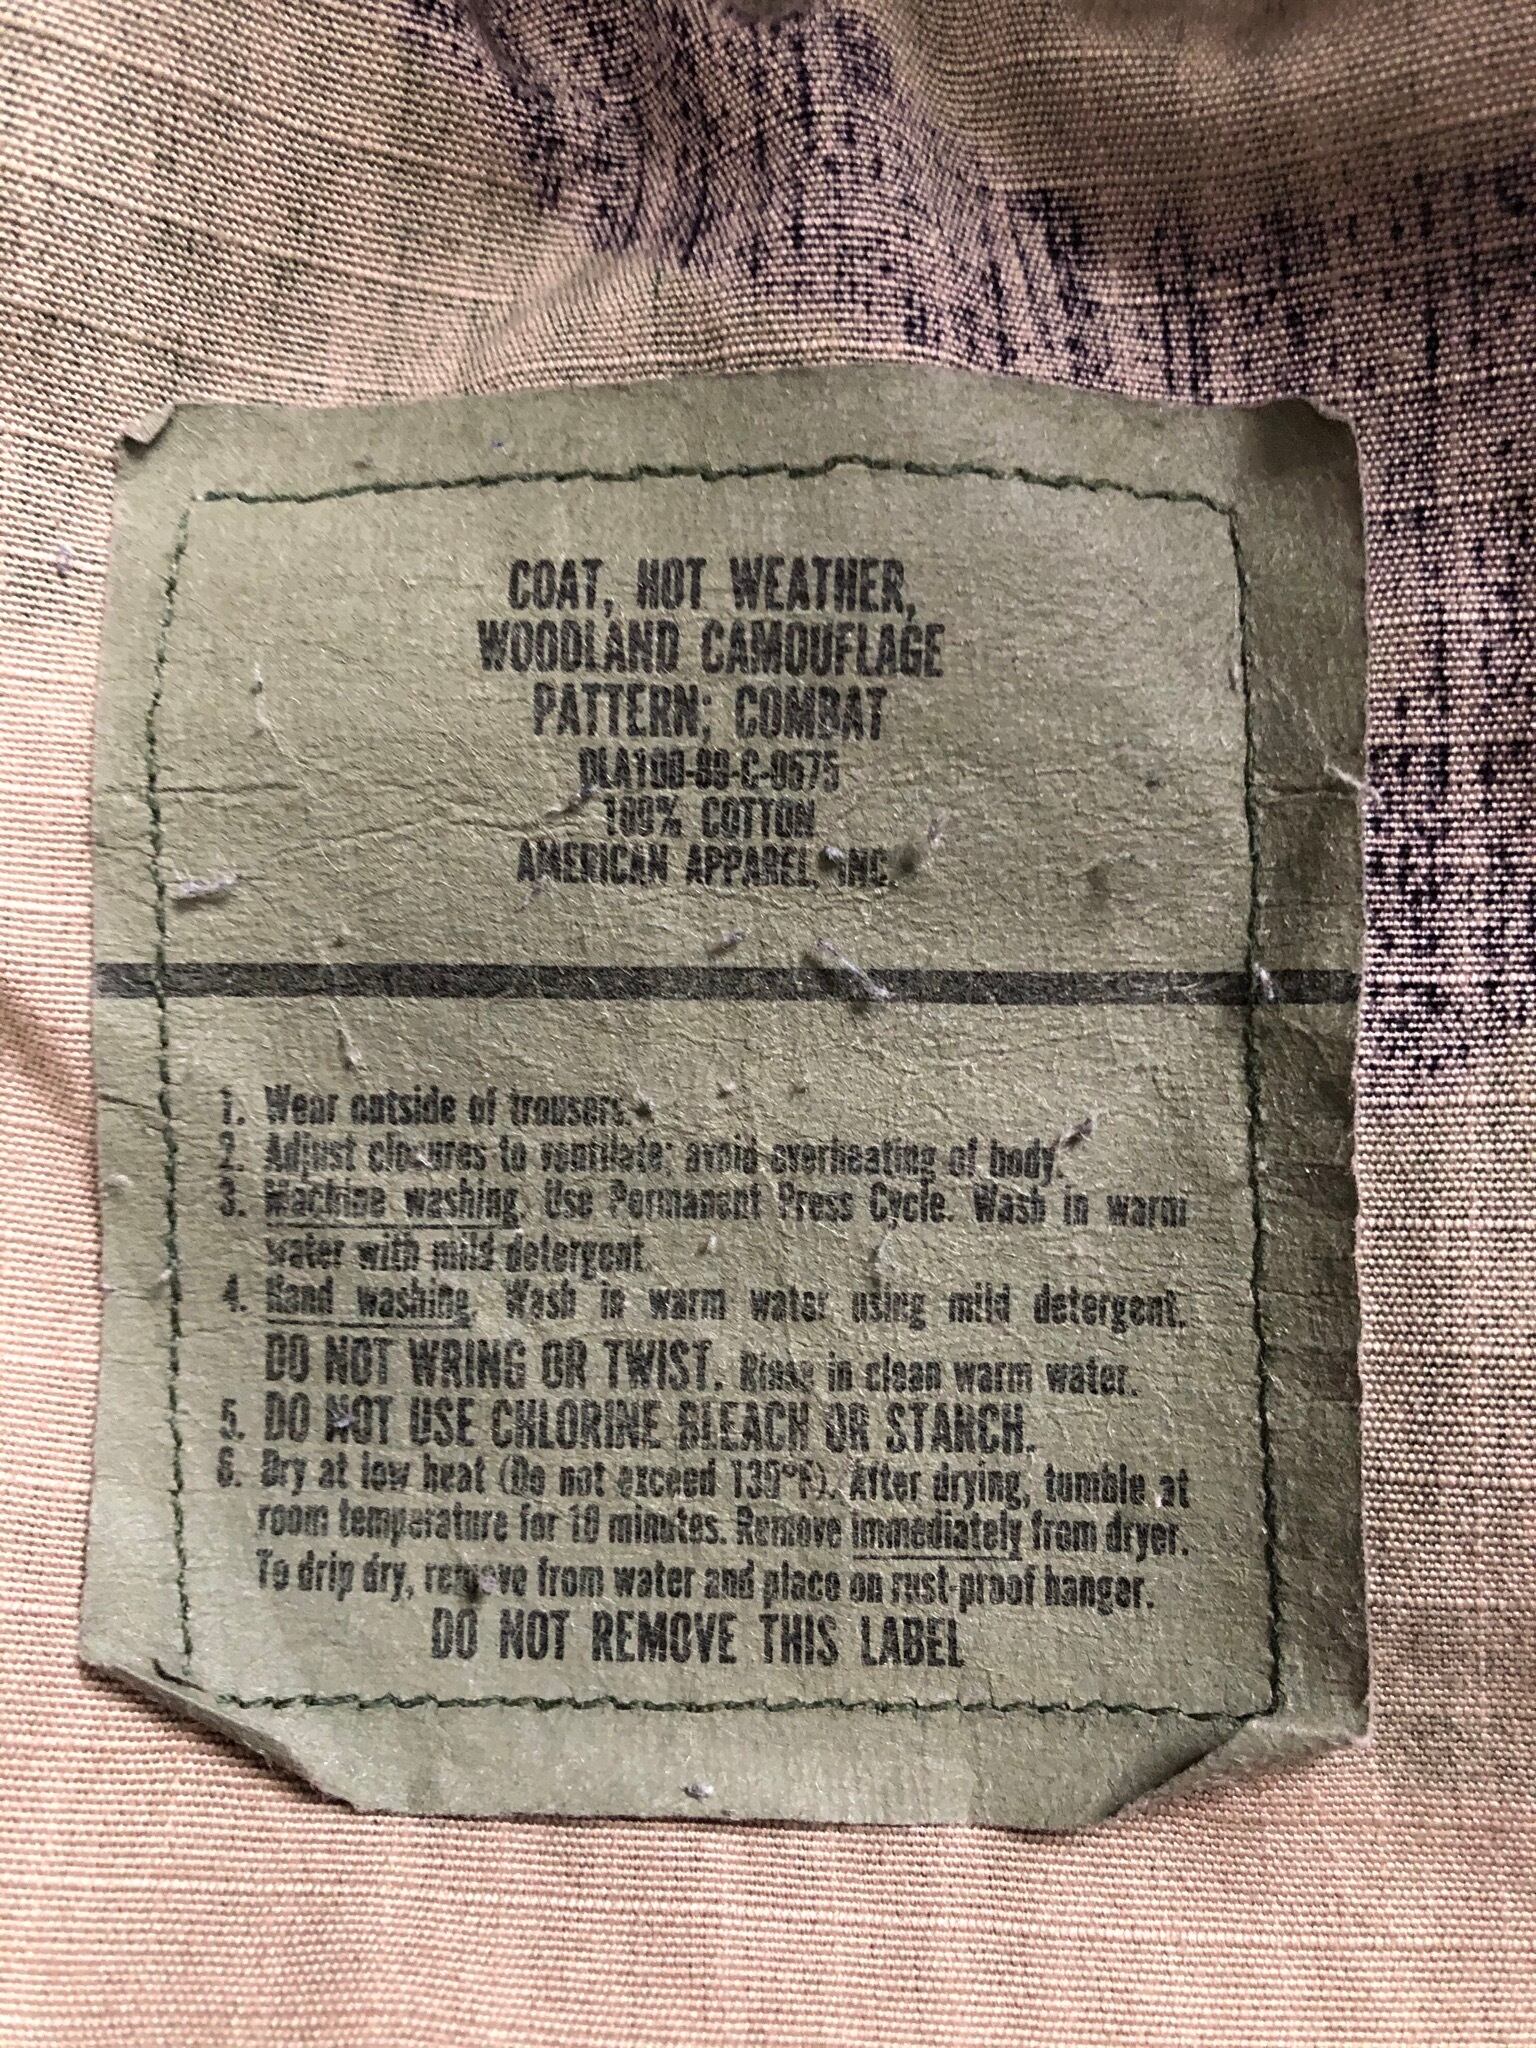 COAT, HOT WEATHER,
WOODLAND CAMOUFLAGE
PATTERN; COMBAT
100% COTTON
AMERICAN APPAREL, INC.
1. Wear outside of trousers.
2. Adjust closures to ventilate; avoid overheating of body.
3. Machine washing. Use Permanent Press Cycle. Wash in warm
water with mild detergent.
4. Hand washing. Wash in warm water using mild detergent.
DO NOT WRING OR TWIST. Rinse in clean warm water.
5. DO NOT USE CHLORINE BLEACH OR STARCH.
6. Dry at low heat (Do not exceed 130°F). After drying, tumble at
room temperature for 10 minutes. Remove immediately from dryer.
To drip dry, remove from water and place on rust-proof hanger.
DO NOT REMOVE THIS LABEL